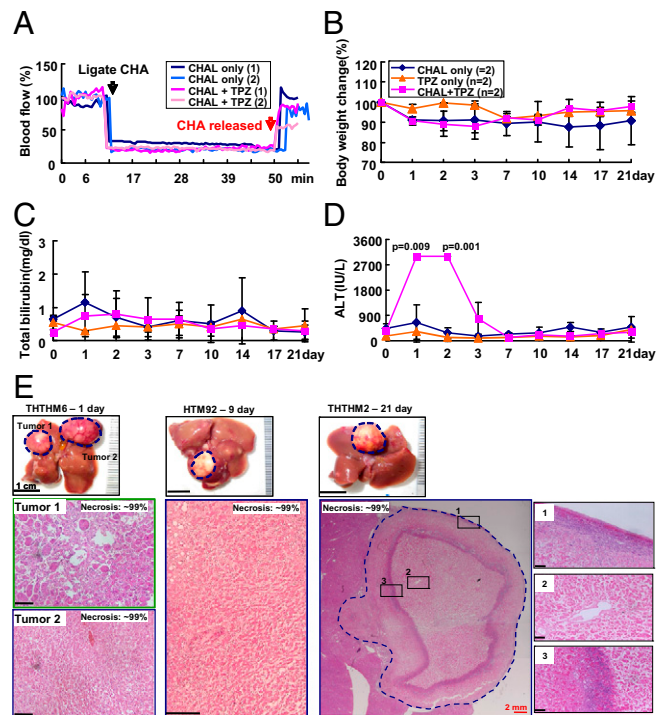 A
CHAL only (1)
CHAL only (2)
CHAL + TPZ (1)
CHAL + TPZ (2)
Ligate CHA
CHA released
Blood flow (%)
150
100
50
0
0 6 17 28 39 50 min
B
CHAL only (=2)
TPZ only (n=2)
CHAL+TPZ (n=2)
Body weight change(%)
120
110
100
90
80
70
0 1 2 3 7 10 14 17 21day
C
Total bilirubin(mg/dl)
3
2
1
0
0 1 2 3 7 10 14 17 21day
D
p=0.009 p=0.001
ALT(IU/L)
3600
2700
900
0
0 1 2 3 7 10 14 17 21day
E
THTHM6 – 1 day HTM92 – 9 day THTHM2 – 21 day
Tumor 1
Tumor 2
1 cm
Tumor 1 Necrosis: ~99%
Necrosis: ~99%
Necrosis: ~99%
1
2
3
2 mm
Tumor 2 Necrosis: ~99%
1
2
3